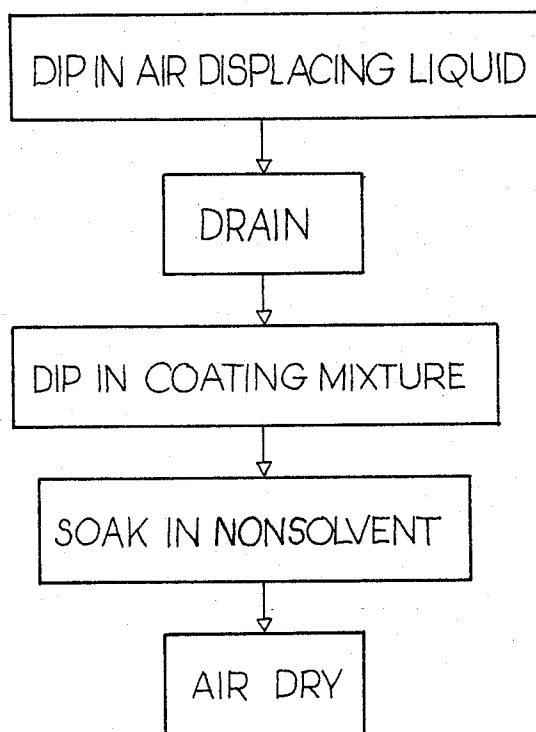 DIP IN AIR DISPLACING LIQUID
DRAIN
DIP IN COATING MIXTURE
SOAK IN NONSOLVENT
AIR DRY